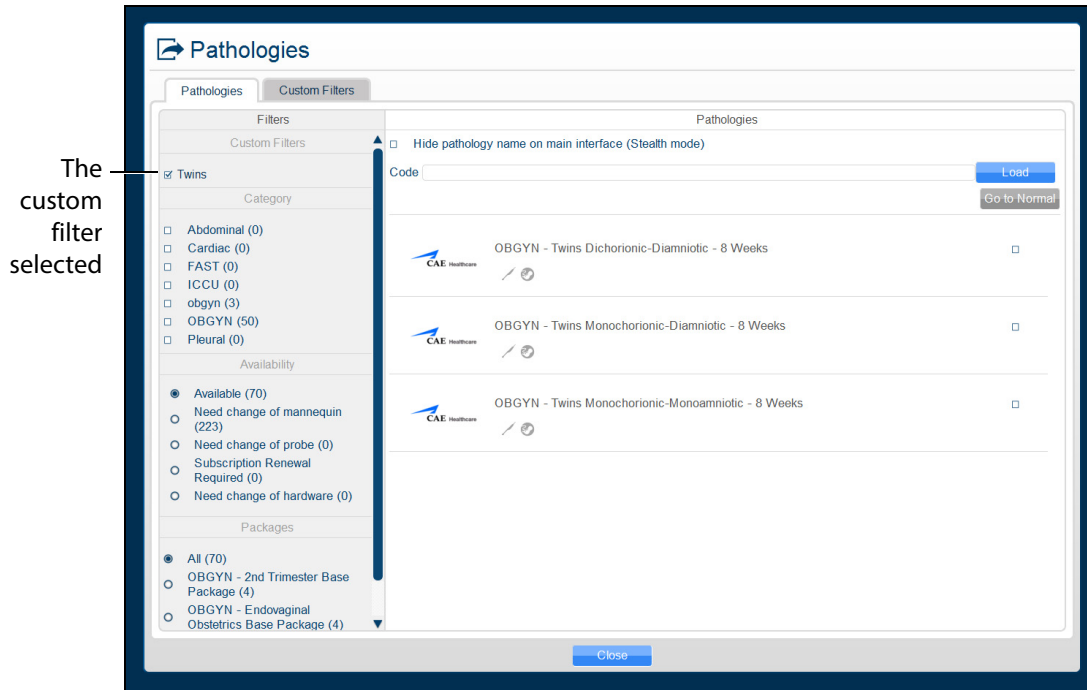 The
custom
filter
selected
Pathologies
Pathologies
Custom Filters
Filters
Custom Filters
Twins
Category
Abdominal (0)
Cardiac (0)
FAST (0)
ICCU (0)
obgyn (3)
OBGYN (50)
Pleural (0)
Availability
Available (70)
Need change of mannequin
(223)
Need change of probe (0)
Subscription Renewal
Required (0)
Need change of hardware (0)
Packages
All (70)
OBGYN - 2nd Trimester Base
Package (4)
OBGYN - Endovaginal
Obstetrics Base Package (4)
Pathologies
Hide pathology name on main interface (Stealth mode)
Code
Load
Go to Normal
CAE Healthcare
OBGYN - Twins Dichorionic-Diamniotic - 8 Weeks
CAE Healthcare
OBGYN - Twins Monochorionic-Diamniotic - 8 Weeks
CAE Healthcare
OBGYN - Twins Monochorionic-Monoamniotic - 8 Weeks
Close